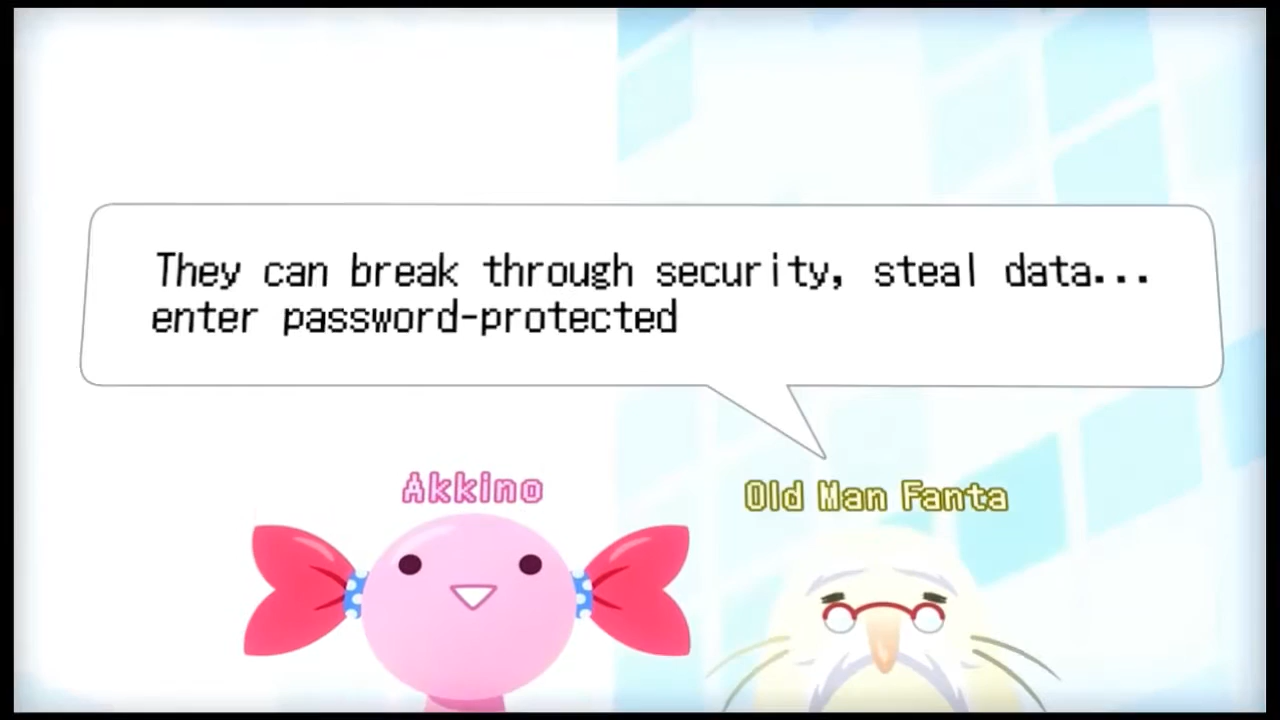 They can break through security, steal data...
enter password-protected
Akkino
Old Man Fanta